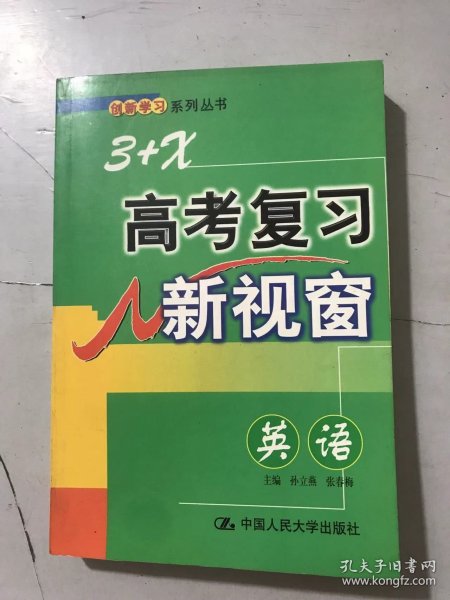 创新学习系列丛书
3+X
高考复习
新视窗
英语
主编 孙立燕 张春梅
中国人民大学出版社
孔夫子旧书网
www.kongfz.com